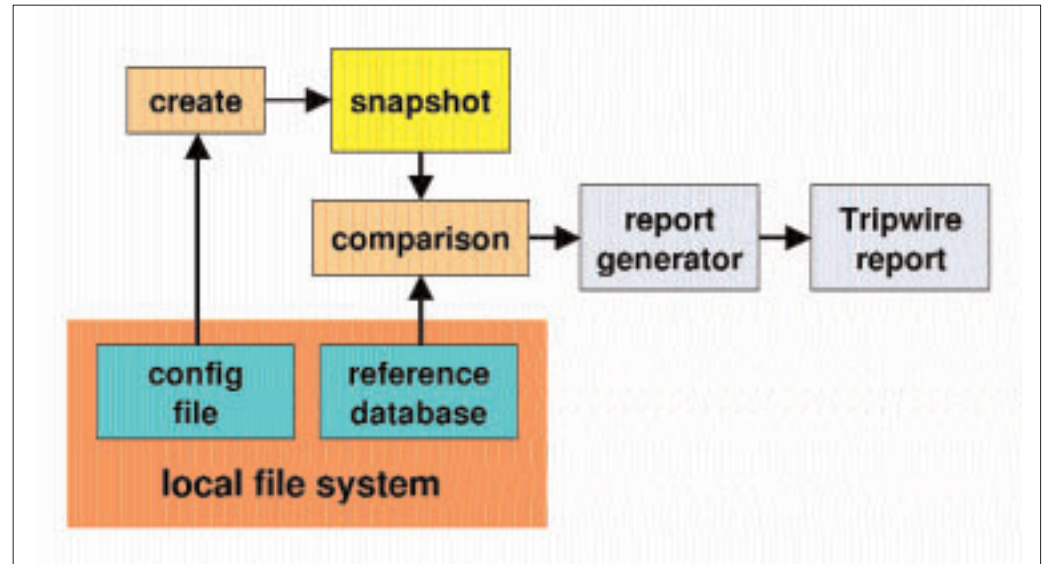 create
snapshot
comparison
report
generator
Tripwire
report
config
file
reference
database
local file system